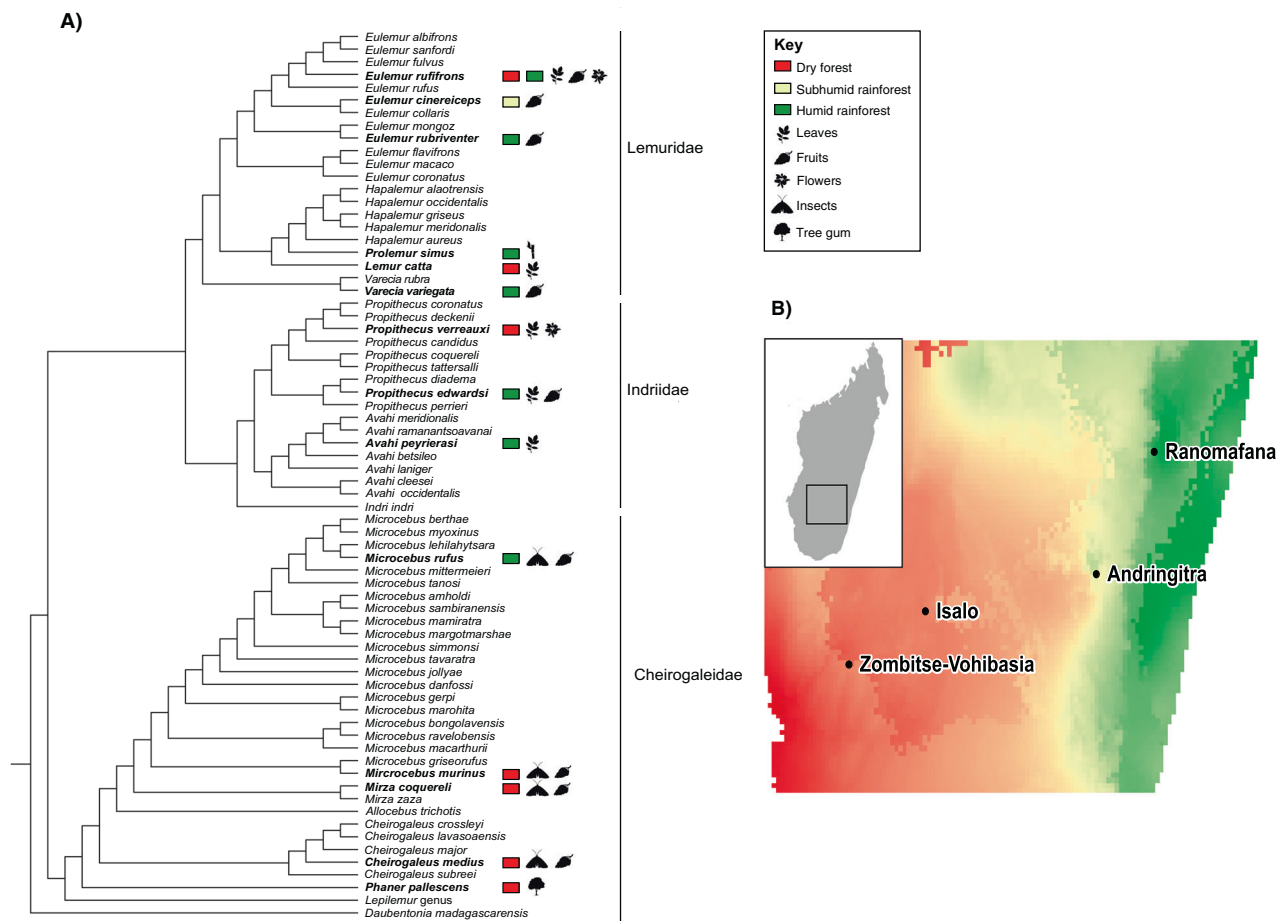 A)
Eulemur albifrons
Eulemur sanfordi
Eulemur fulvus
Eulemur rufifrons
Eulemur rufus
Eulemur cinereiceps
Eulemur collaris
Eulemur mongoz
Eulemur rubriventer
Eulemur flavifrons
Eulemur macaco
Eulemur coronatus
Hapalemur alaotrensis
Hapalemur occidentalis
Hapalemur griseus
Hapalemur meridonalis
Hapalemur aureus
Prolemur simus
Lemur catta
Varecia rubra
Varecia variegata
Propithecus coronatus
Propithecus deckenii
Propithecus verreauxi
Propithecus candidus
Propithecus coquereli
Propithecus tattersalli
Propithecus diadema
Propithecus edwardsi
Propithecus perrieri
Avahi meridionalis
Avahi ramanantsoavanai
Avahi peyrierasi
Avahi betsileo
Avahi laniger
Avahi cleesei
Avahi occidentalis
Indri indri
Microcebus berthae
Microcebus myoxinus
Microcebus lehilahytsara
Microcebus rufus
Microcebus mittermeieri
Microcebus tanosi
Microcebus amholdi
Microcebus sambiranensis
Microcebus mamiratra
Microcebus margotmarshae
Microcebus simmonsi
Microcebus tavaratra
Microcebus jollyae
Microcebus danfossi
Microcebus gerpi
Microcebus marohita
Microcebus bongolavensis
Microcebus ravelobensis
Microcebus macarthurii
Microcebus griseorufus
Mircrocebus murinus
Mirza coquereli
Mirza zaza
Allocebus trichotis
Cheirogaleus crossleyi
Cheirogaleus lavasoaensis
Cheirogaleus major
Cheirogaleus medius
Cheirogaleus subreei
Phaner pallescens
Lepilemur genus
Daubentonia madagascarensis
Lemuridae
Indriidae
Cheirogaleidae
Key
Dry forest
Subhumid rainforest
Humid rainforest
Leaves
Fruits
Flowers
Insects
Tree gum
B)
Ranomafana
Andringitra
Isalo
Zombitse-Vohibasia